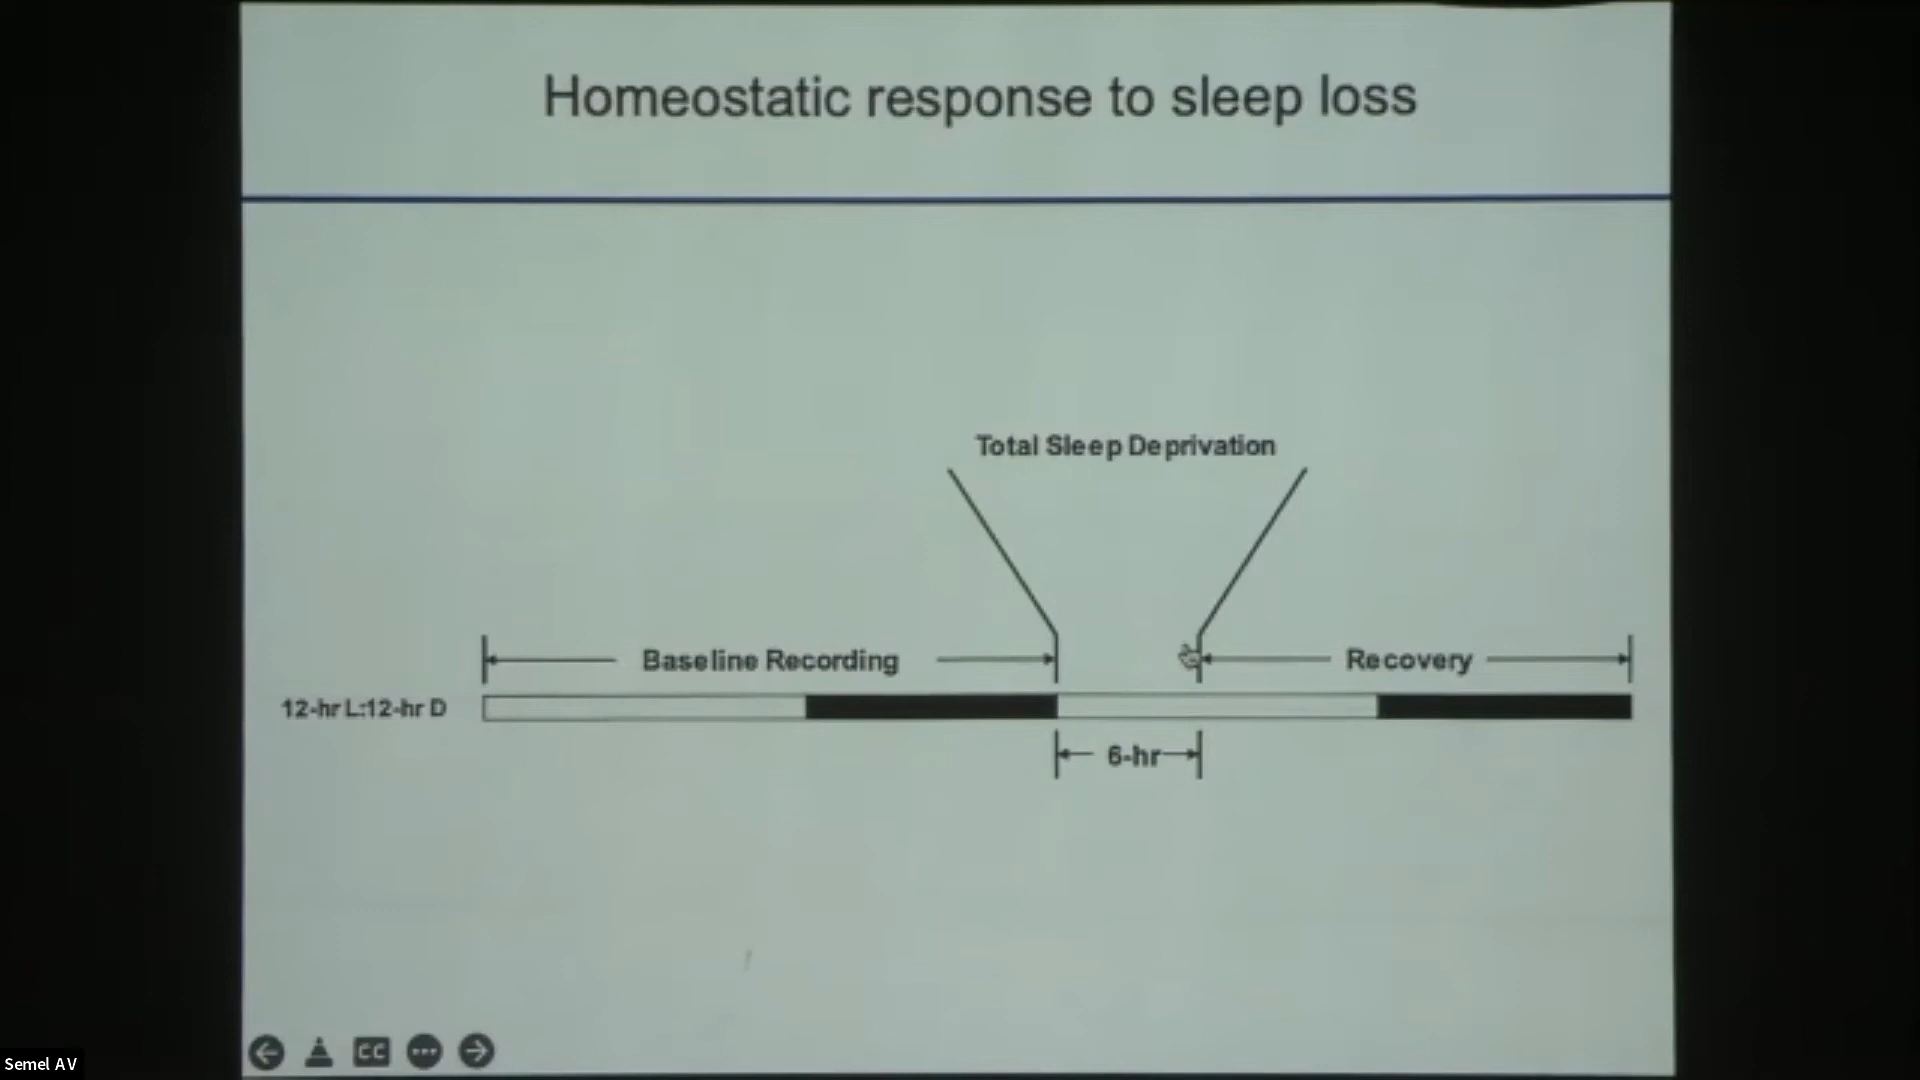 Homeostatic response to sleep loss
Total Sleep Deprivation
Baseline Recording
Recovery
12-hr L:12-hr D
6-hr
CC
Semel AV